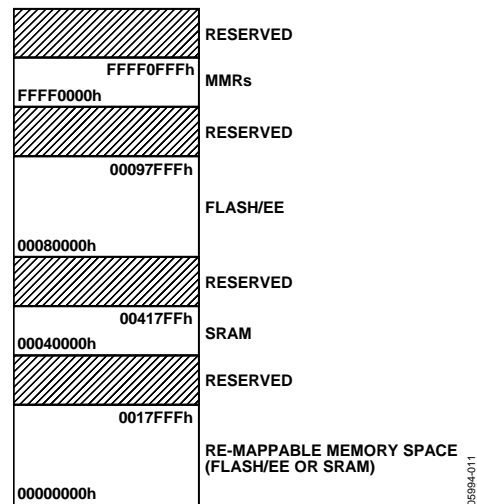 RESERVED
FFFF0FFFh
MMRs
FFFF0000h
RESERVED
00097FFFh
FLASH/EE
00080000h
RESERVED
00417FFh
SRAM
00040000h
RESERVED
0017FFFh
RE-MAPPABLE MEMORY SPACE
(FLASH/EE OR SRAM)
00000000h
05994-011